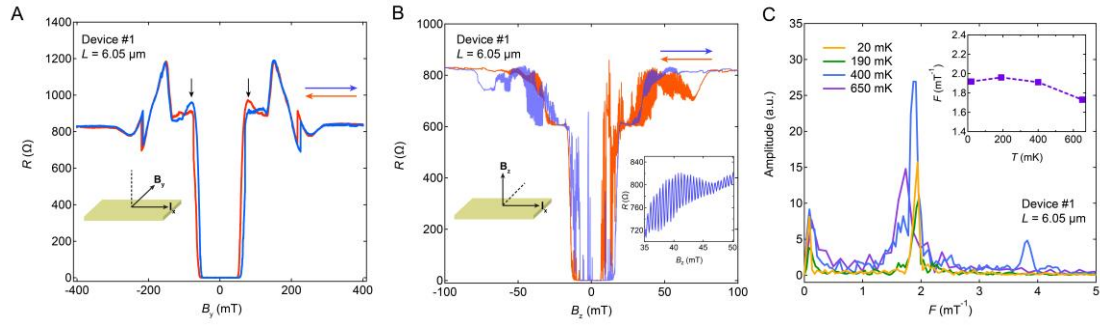 A
Device #1
L = 6.05 μm
1400
1200
1000
800
600
400
200
0
R (Ω)
B_y
I_x
-400
-200
0
200
400
B_y (mT)
B
Device #1
L = 6.05 μm
1000
800
600
400
200
0
R (Ω)
B_z
I_x
800
760
720
R (Ω)
35
40
45
50
B_z (mT)
-100
-50
0
50
100
B_z (mT)
C
35
30
25
20
15
10
5
0
Amplitude (a.u.)
20 mK
190 mK
400 mK
650 mK
2.4
2.2
2.0
1.8
1.6
1.4
F (mT⁻¹)
0
200
400
600
T (mK)
Device #1
L = 6.05 μm
0
1
2
3
4
5
F (mT⁻¹)